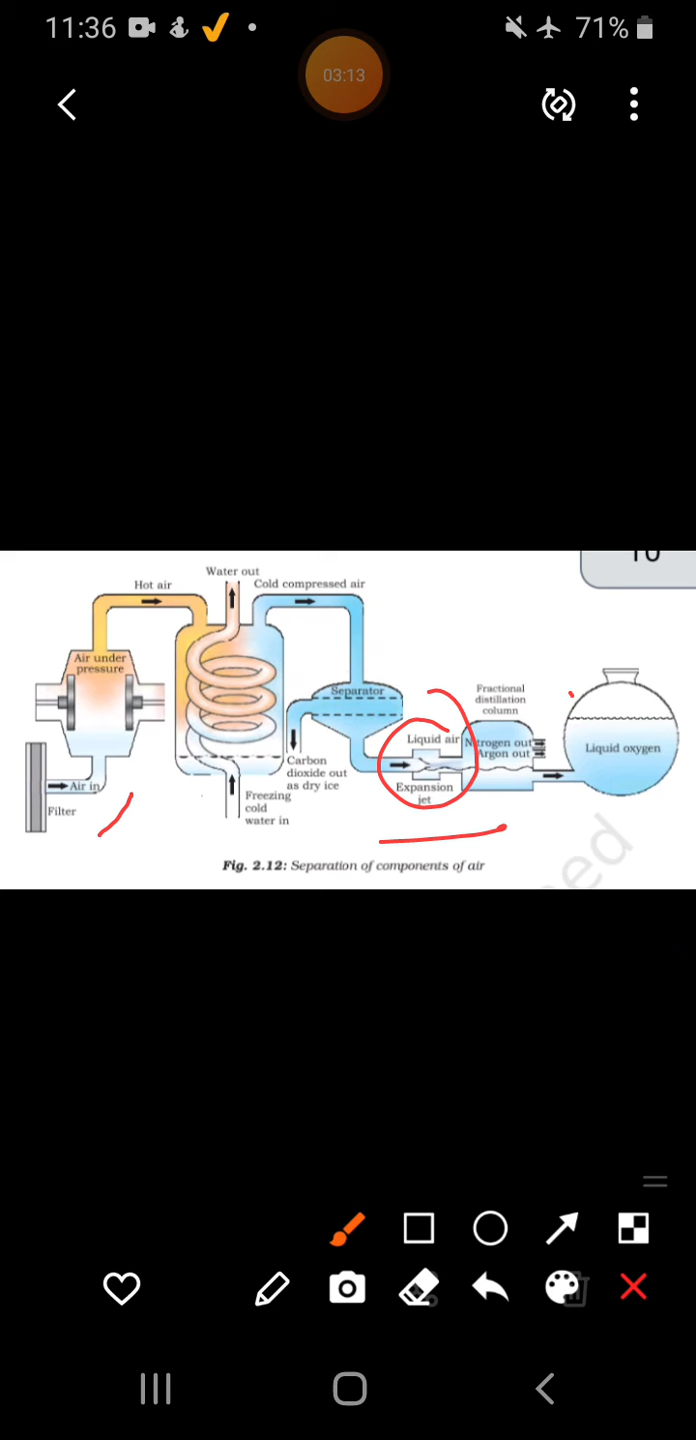 11:36
71%
03:13
10
Water out
Hot air
Cold compressed air
Air under
pressure
Separator
Fractional
distillation
column
Liquid air
Nitrogen out
Argon out
Liquid oxygen
Carbon
dioxide out
as dry ice
Air in
Expansion
jet
Freezing
cold
water in
Filter
Fig. 2.12: Separation of components of air